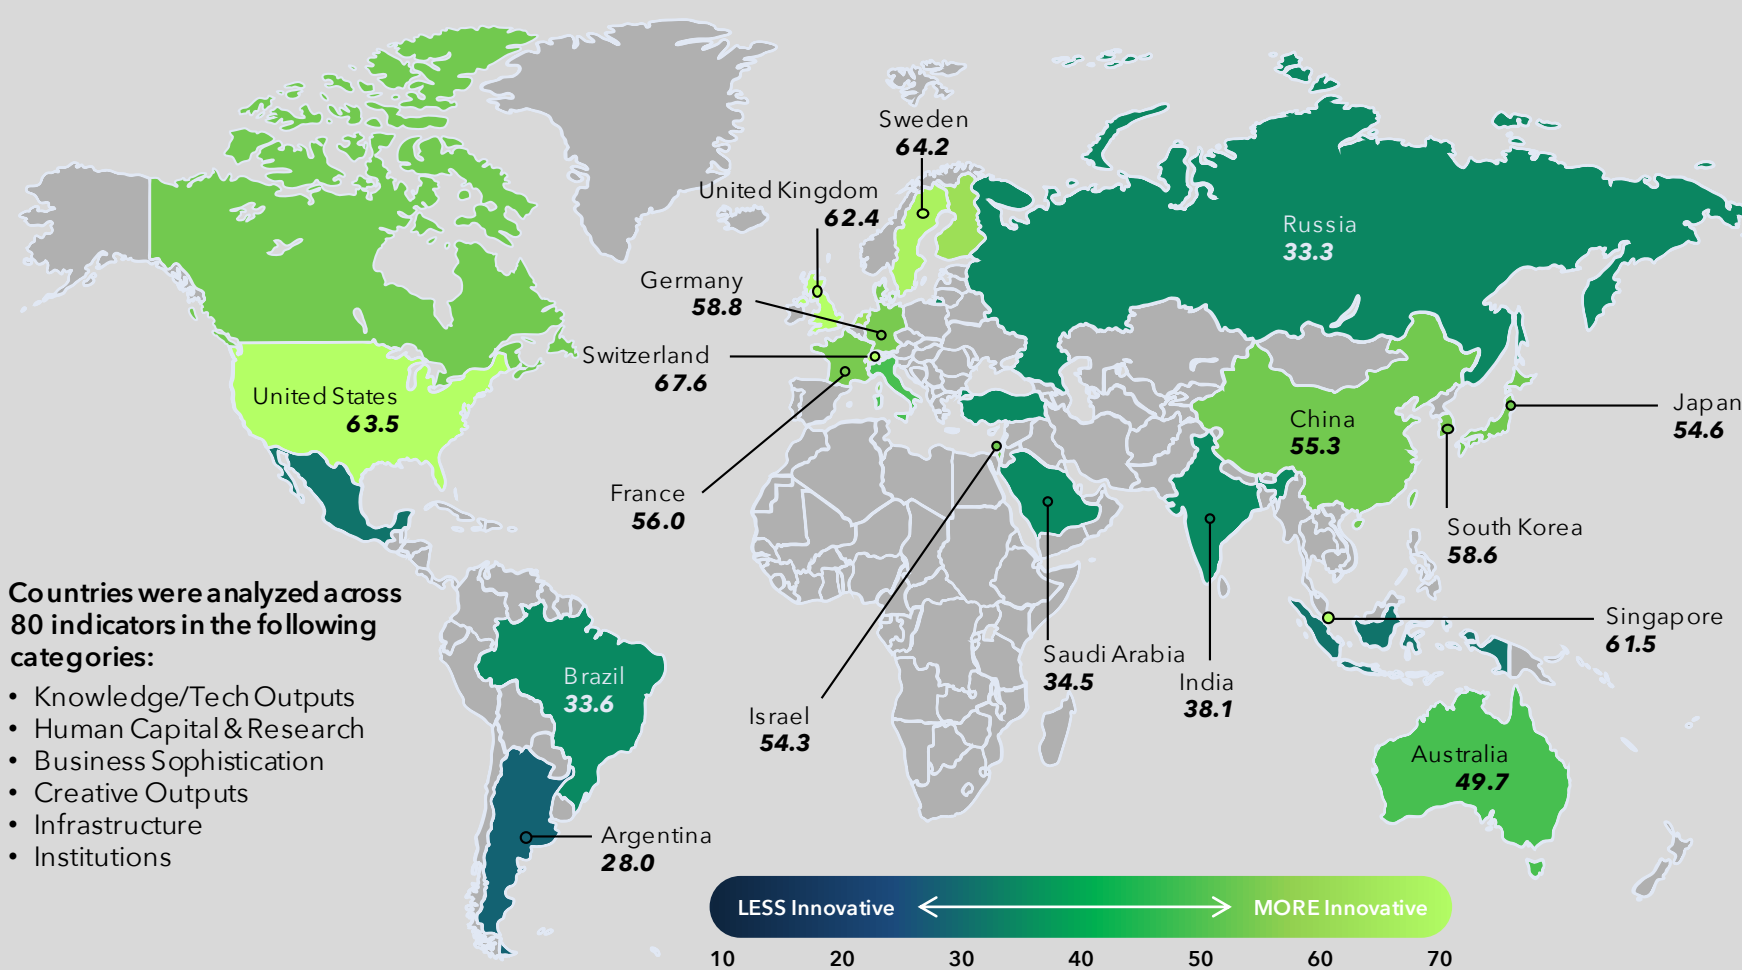 Sweden
64.2
United Kingdom
62.4
Russia
33.3
Germany
58.8
Switzerland
67.6
United States
63.5
China
55.3
Japan
54.6
France
56.0
South Korea
58.6
Countries were analyzed across
80 indicators in the following
categories:
• Knowledge/Tech Outputs
• Human Capital & Research
• Business Sophistication
• Creative Outputs
• Infrastructure
• Institutions
Singapore
61.5
Saudi Arabia
34.5
India
38.1
Brazil
33.6
Israel
54.3
Australia
49.7
Argentina
28.0
LESS Innovative MORE Innovative
10 20 30 40 50 60 70